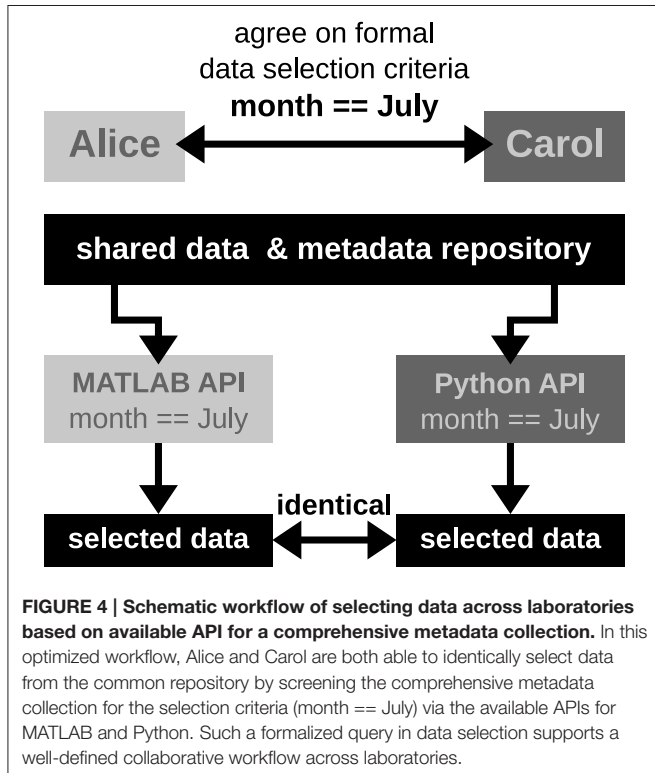 agree on formal
data selection criteria
month == July
Alice
Carol
shared data & metadata repository
MATLAB API
month == July
Python API
month == July
identical
selected data
selected data
FIGURE 4 | Schematic workflow of selecting data across laboratories
based on available API for a comprehensive metadata collection. In this
optimized workflow, Alice and Carol are both able to identically select data
from the common repository by screening the comprehensive metadata
collection for the selection criteria (month == July) via the available APIs for
MATLAB and Python. Such a formalized query in data selection supports a
well-defined collaborative workflow across laboratories.